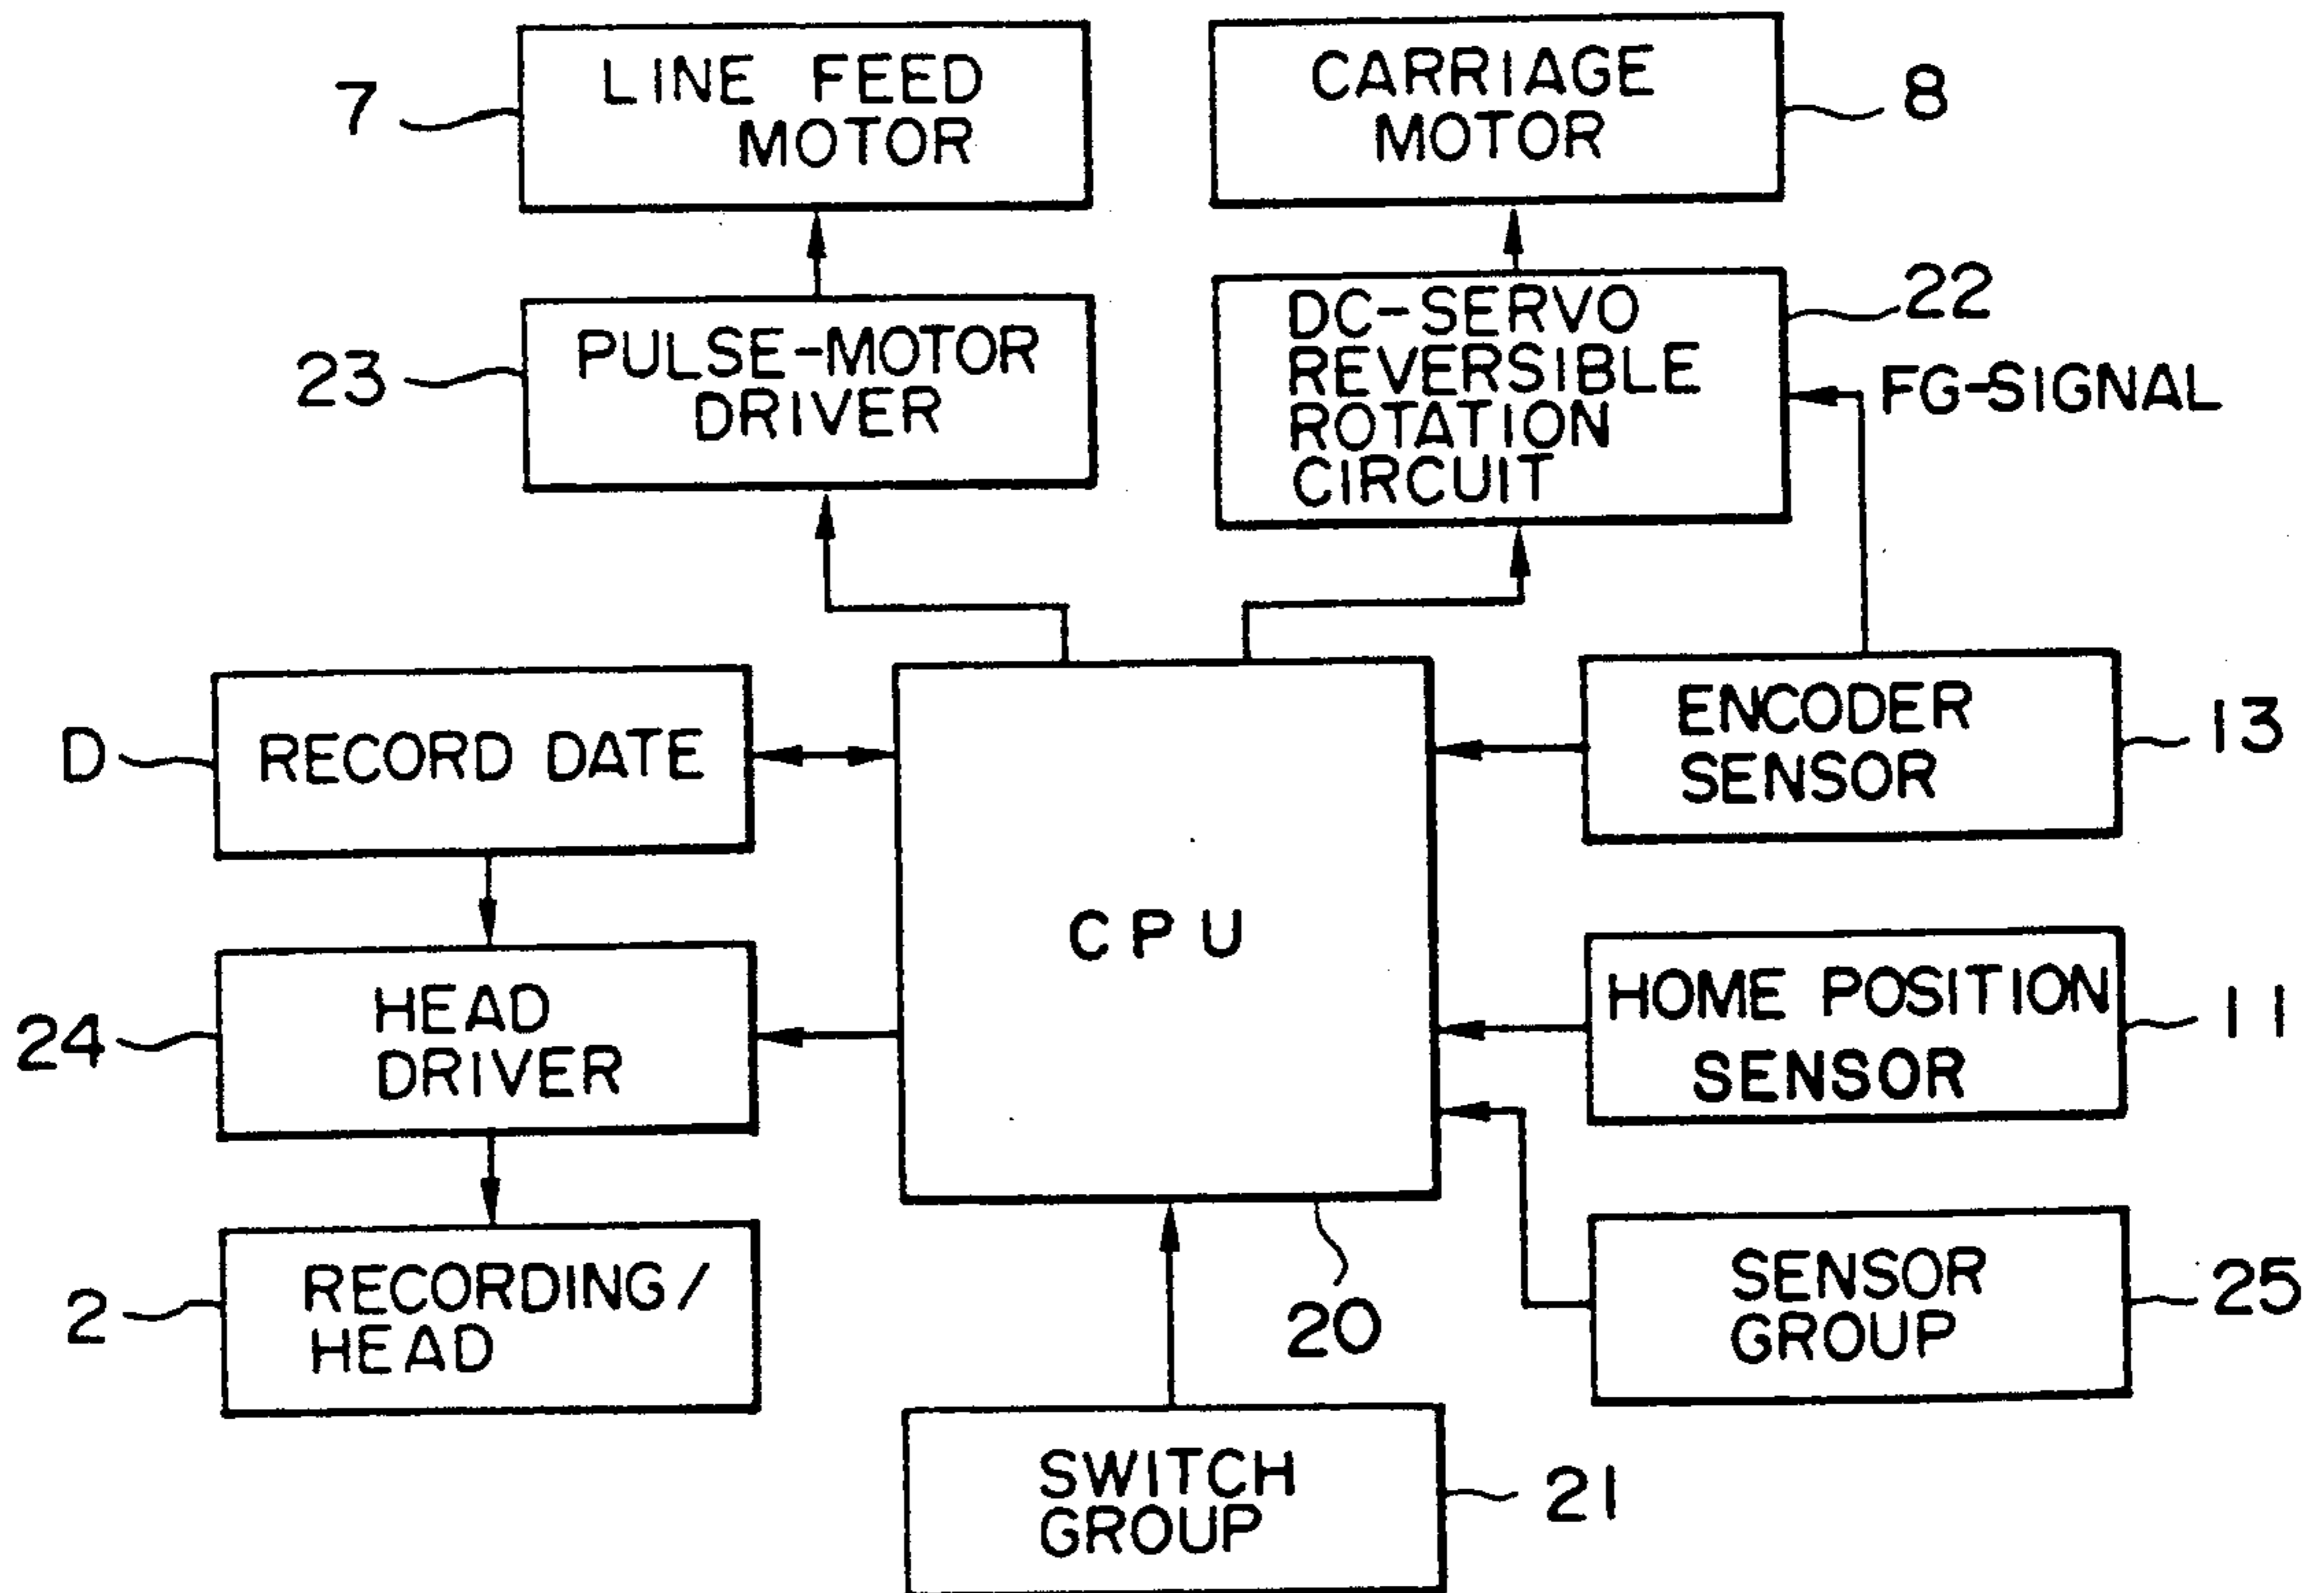 LINE FEED
MOTOR
7
CARRIAGE
MOTOR
8
PULSE-MOTOR
DRIVER
23
DC-SERVO
REVERSIBLE
ROTATION
CIRCUIT
22
FG-SIGNAL
D
RECORD DATE
CPU
ENCODER
SENSOR
13
24
HEAD
DRIVER
HOME POSITION
SENSOR
11
2
RECORDING/
HEAD
20
SENSOR
GROUP
25
SWITCH
GROUP
21